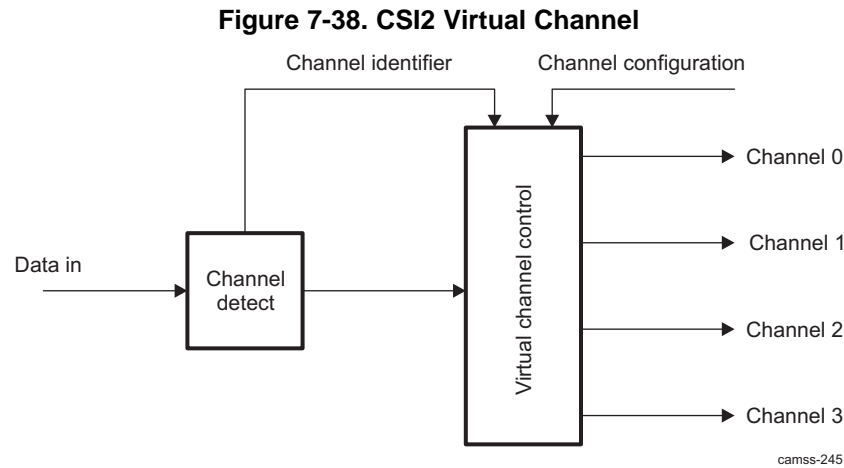 Figure 7-38. CSI2 Virtual Channel
Channel identifier
Channel configuration
Channel 0
Channel 1
Data in
Channel
detect
Virtual channel control
Channel 2
Channel 3
camss-245